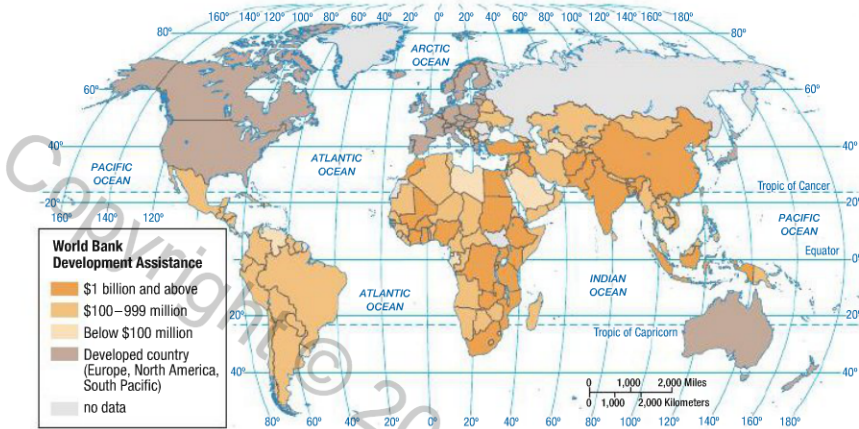 160° 140° 120° 100° 80° 60° 40° 20° 0° 20° 40° 60° 80° 100° 120° 140° 160° 180°
80° 80°
ARCTIC
OCEAN
60° 60°
40° 40°
PACIFIC
OCEAN
ATLANTIC
OCEAN
Tropic of Cancer
20° 20°
160° 140° 120°
PACIFIC
OCEAN
Equator
0° 0°
World Bank
Development Assistance
$1 billion and above
$100–999 million
Below $100 million
Developed country
(Europe, North America,
South Pacific)
no data
ATLANTIC
OCEAN
INDIAN
OCEAN
20° 20°
Tropic of Capricorn
40° 40°
0 1,000 2,000 Miles
0 1,000 2,000 Kilometers
80° 60° 40° 20° 0° 20° 40° 60° 80° 100° 120° 140° 160° 180°
Copyright © 20